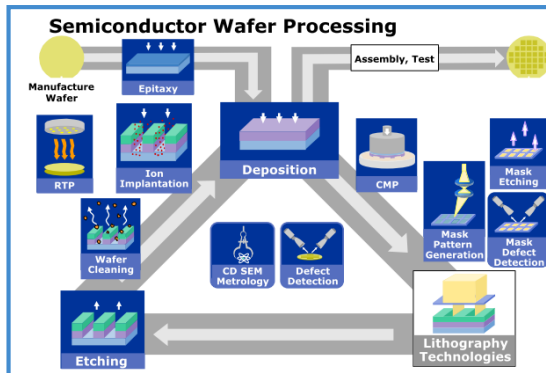 Semiconductor Wafer Processing
Manufacture
Wafer
Epitaxy
Assembly, Test
RTP
Ion
Implantation
Deposition
CMP
Mask
Etching
Wafer
Cleaning
CD SEM
Metrology
Defect
Detection
Mask
Pattern
Generation
Mask
Defect
Detection
Etching
Lithography
Technologies